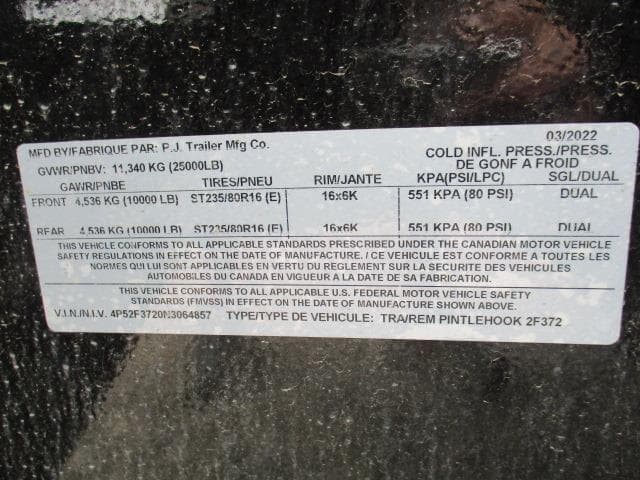 MFD BY/FABRIQUE PAR: P.J. Trailer Mfg Co. 03/2022
GVWR/PNBV: 11,340 KG (25000LB) COLD INFL. PRESS./PRESS. DE GONF A FROID
GAWR/PNBE TIRES/PNEU RIM/JANTE KPA(PSI/LPC) SGL/DUAL
FRONT 4,536 KG (10000 LB) ST235/80R16 (E) 16x6K 551 KPA (80 PSI) DUAL
REAR 4,536 KG (10000 LB) ST235/80R16 (E) 16x6K 551 KPA (80 PSI) DUAL
THIS VEHICLE CONFORMS TO ALL APPLICABLE STANDARDS PRESCRIBED UNDER THE CANADIAN MOTOR VEHICLE
SAFETY REGULATIONS IN EFFECT ON THE DATE OF MANUFACTURE. / CE VEHICULE EST CONFORME A TOUTES LES
NORMES QUI LUI SONT APPLICABLES EN VERTU DU REGLEMENT SUR LA SECURITE DES VEHICULES
AUTOMOBILES DU CANADA EN VIGUEUR A LA DATE DE SA FABRICATION.
THIS VEHICLE CONFORMS TO ALL APPLICABLE U.S. FEDERAL MOTOR VEHICLE SAFETY
STANDARDS (FMVSS) IN EFFECT ON THE DATE OF MANUFACTURE SHOWN ABOVE.
V.I.N./N.I.V. 4P52F3720N3064857 TYPE/TYPE DE VEHICULE: TRA/REM PINTLEHOOK 2F372